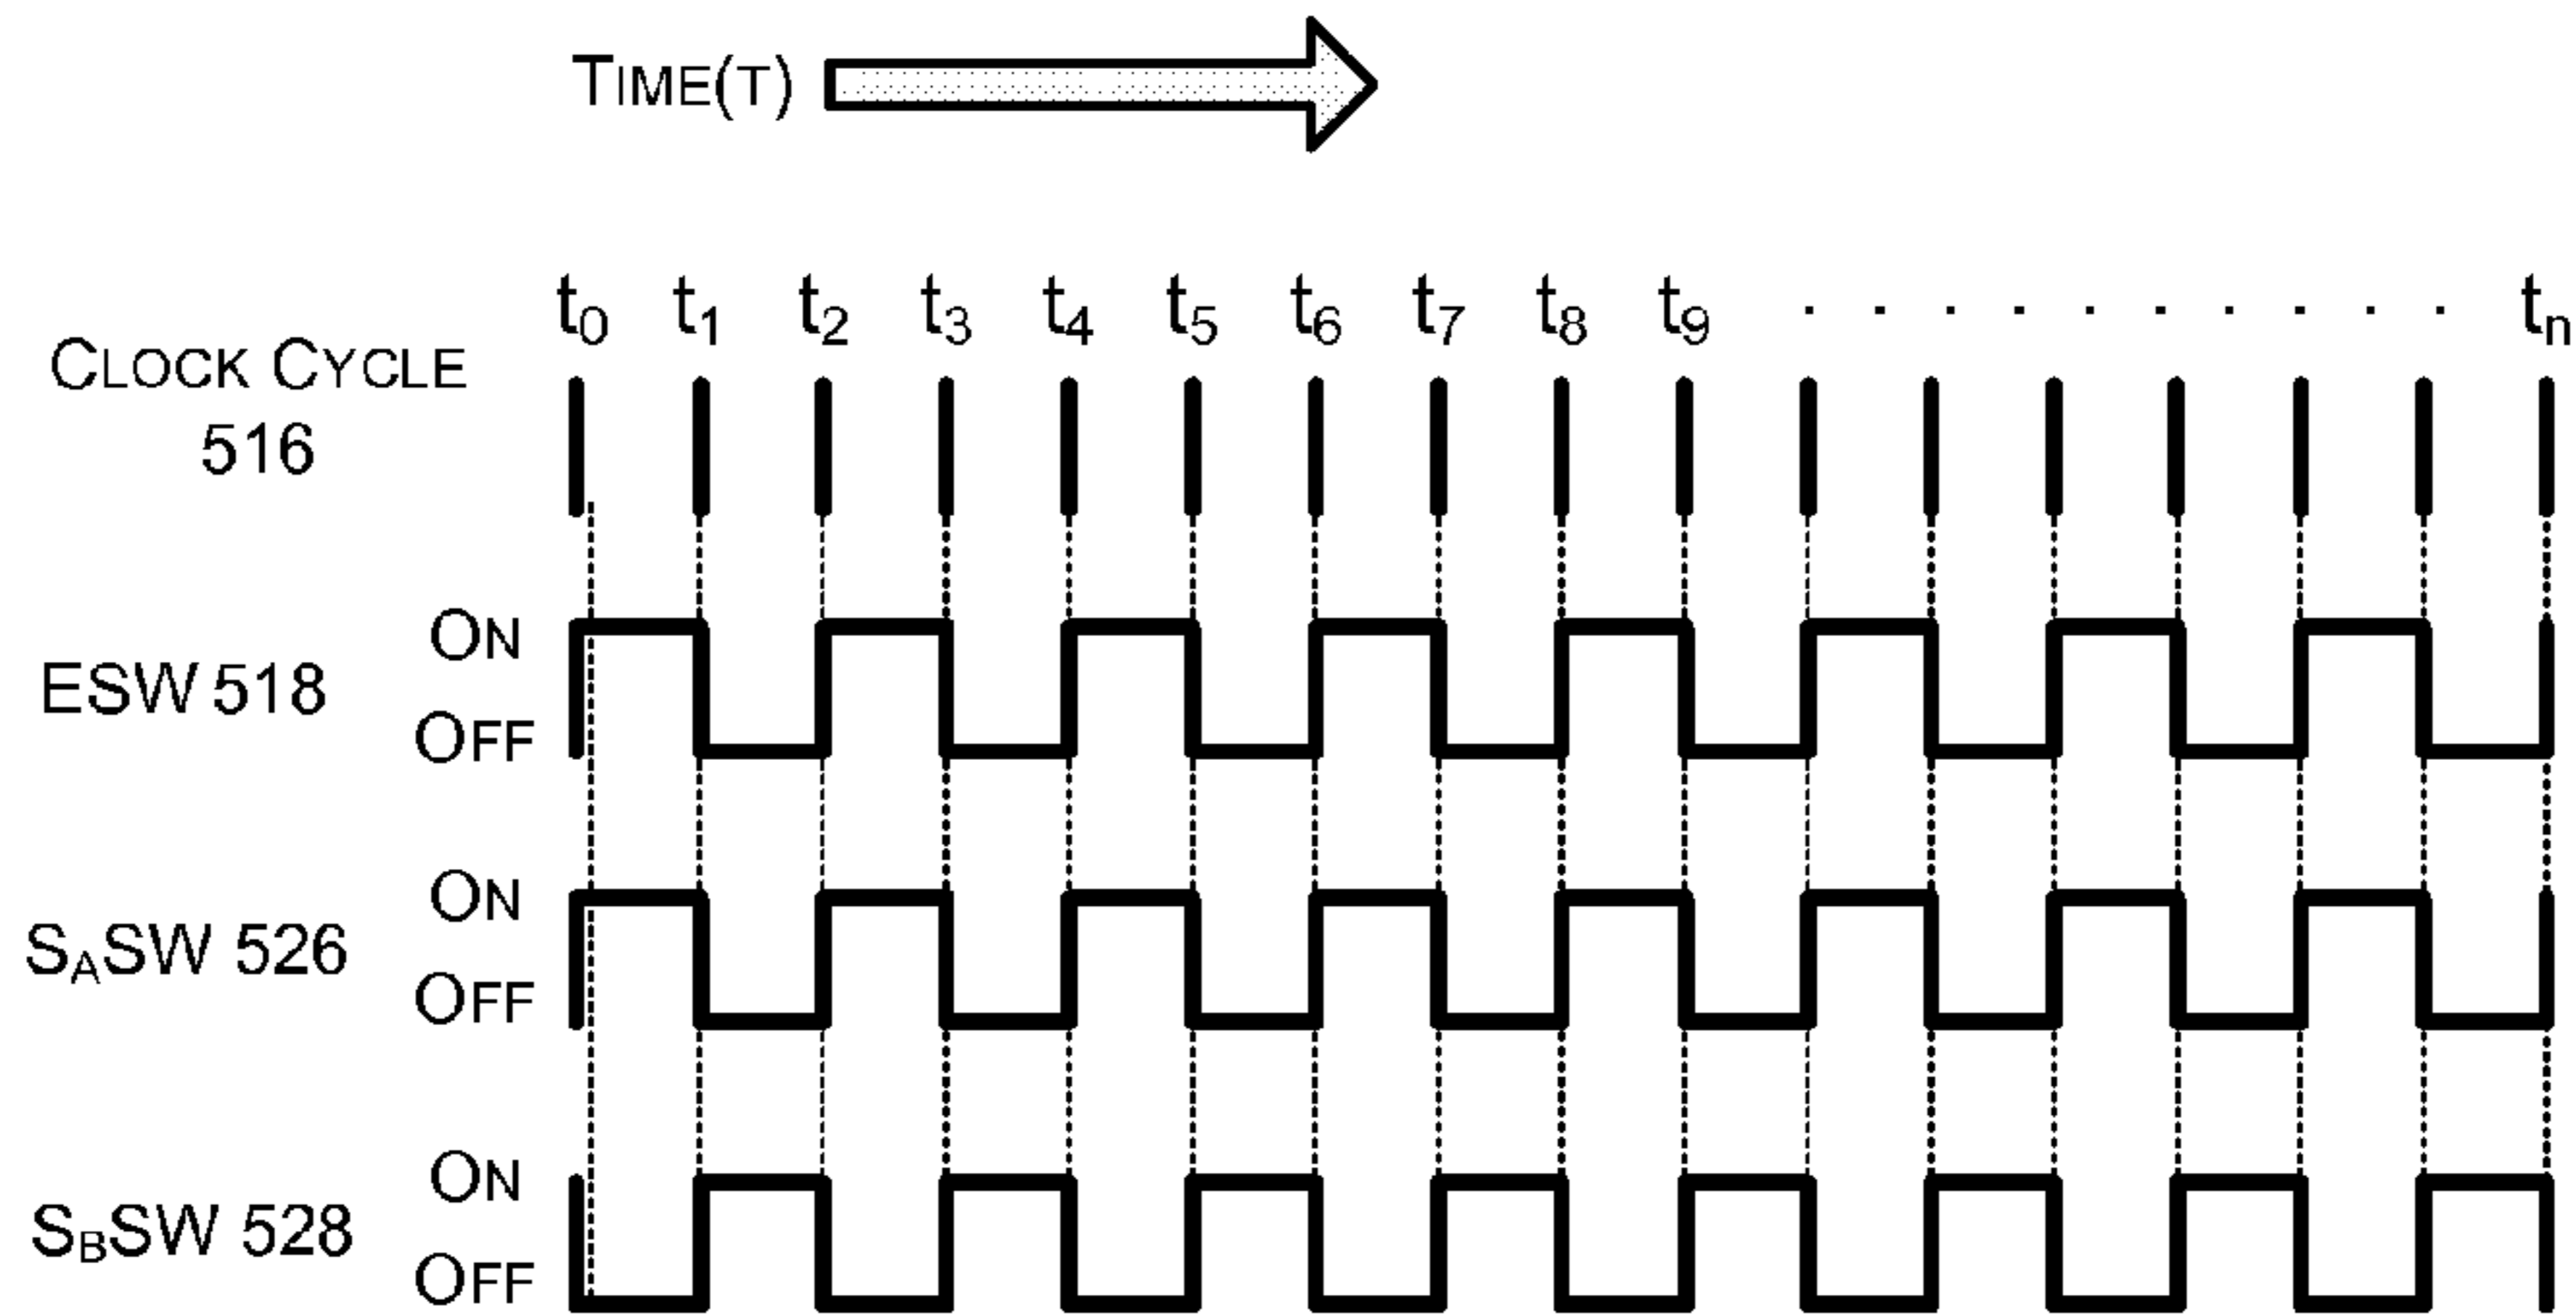 TIME(T)
t0 t1 t2 t3 t4 t5 t6 t7 t8 t9 . . . . . . . . . . tn
CLOCK CYCLE
516
ON
ESW 518
OFF
ON
SASW 526
OFF
ON
SBSW 528
OFF